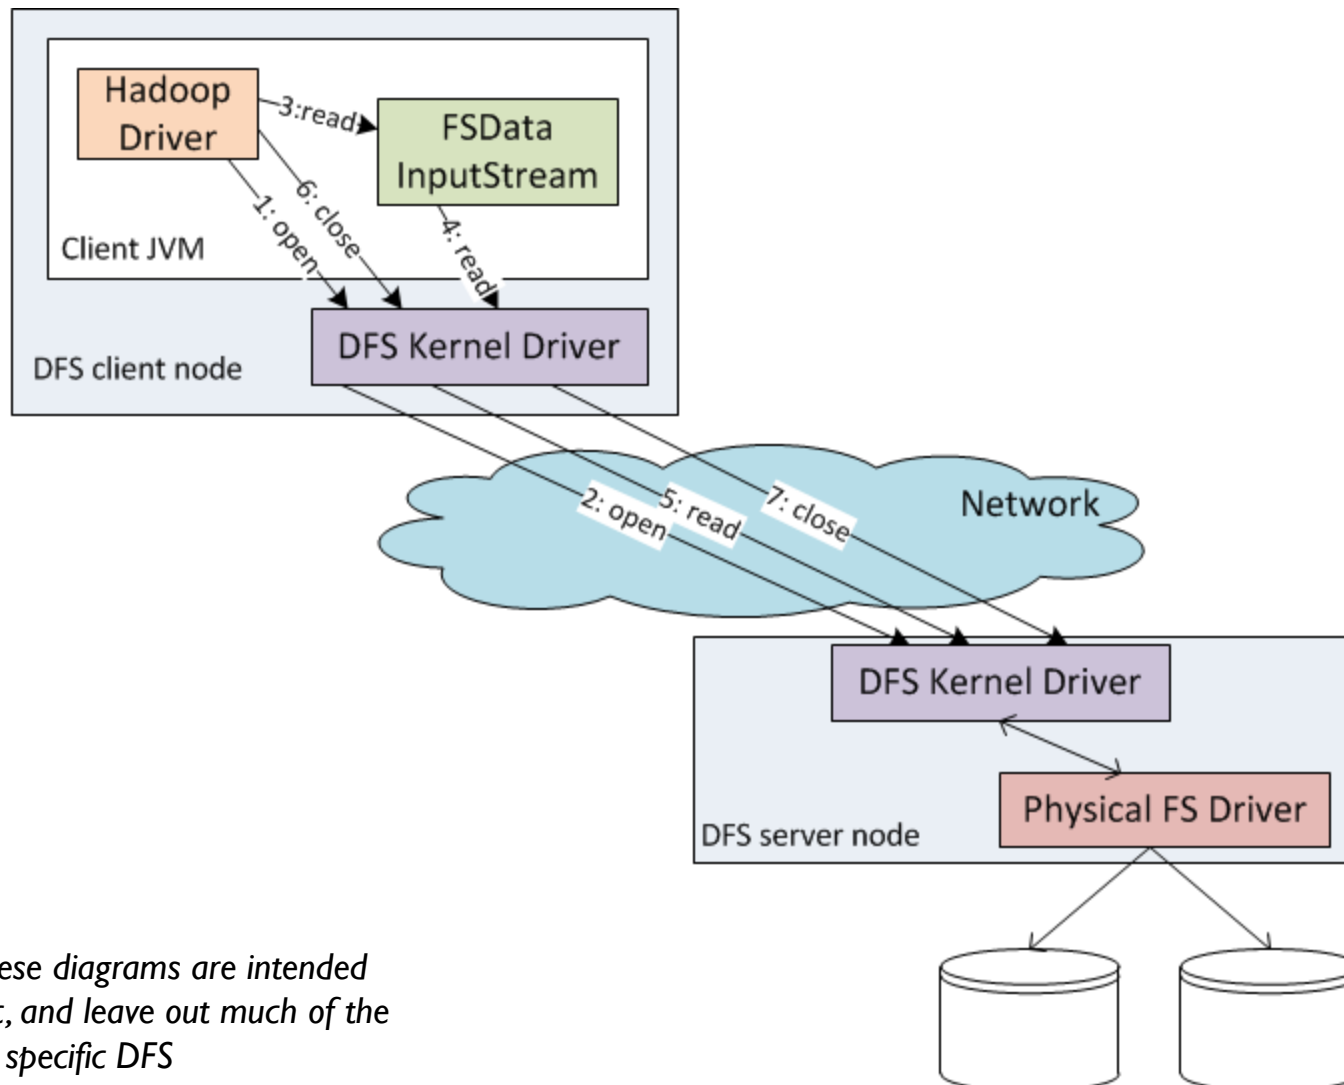 Hadoop
Driver
3:read
FSData
InputStream
6: close
1: open
4: read
Client JVM
DFS Kernel Driver
DFS client node
Network
2: open
5: read
7: close
DFS Kernel Driver
Physical FS Driver
DFS server node
ese diagrams are intended
t, and leave out much of the
specific DFS